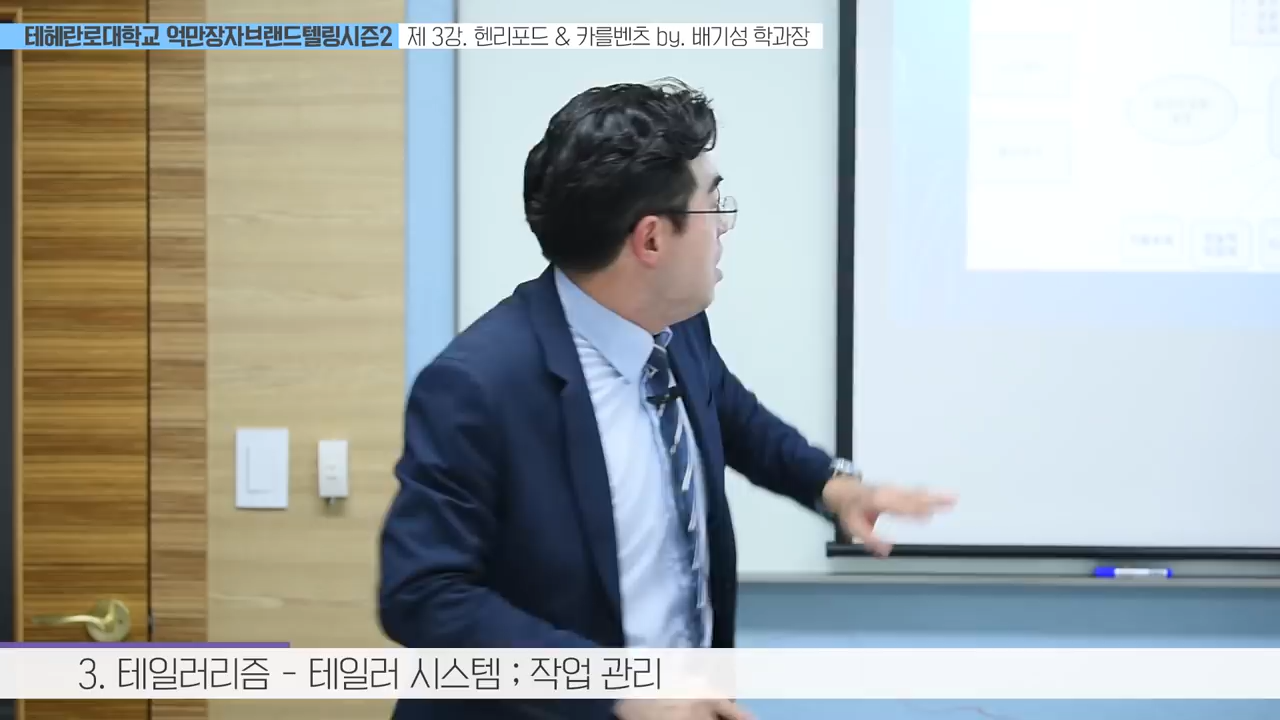 테헤란로대학교 억만장자브랜드텔링시즌2 제 3강. 헨리포드 & 카를벤츠 by. 배기성 학과장
3. 테일러리즘 - 테일러 시스템 ; 작업 관리